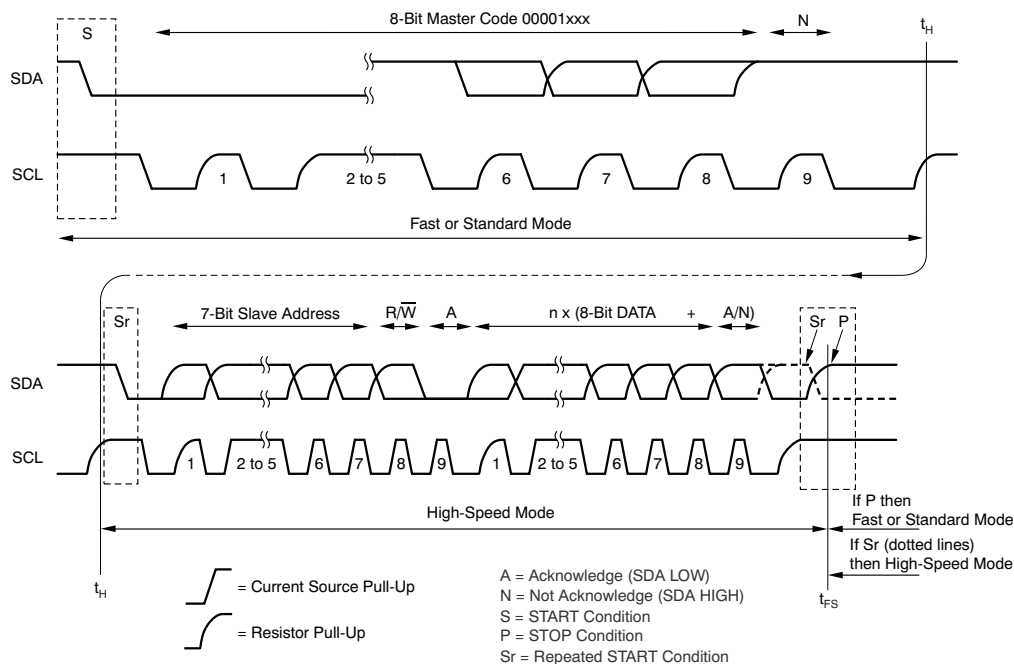 S
8-Bit Master Code 00001xxx
N
tH
SDA
SCL
1
2 to 5
6
7
8
9
Fast or Standard Mode
Sr
7-Bit Slave Address
R/W̅
A
n x (8-Bit DATA
+
A/N)
Sr
P
SDA
SCL
1
2 to 5
6
7
8
9
1
2 to 5
6
7
8
9
High-Speed Mode
If P then
Fast or Standard Mode
If Sr (dotted lines)
then High-Speed Mode
tH
tFS
= Current Source Pull-Up
= Resistor Pull-Up
A = Acknowledge (SDA LOW)
N = Not Acknowledge (SDA HIGH)
S = START Condition
P = STOP Condition
Sr = Repeated START Condition